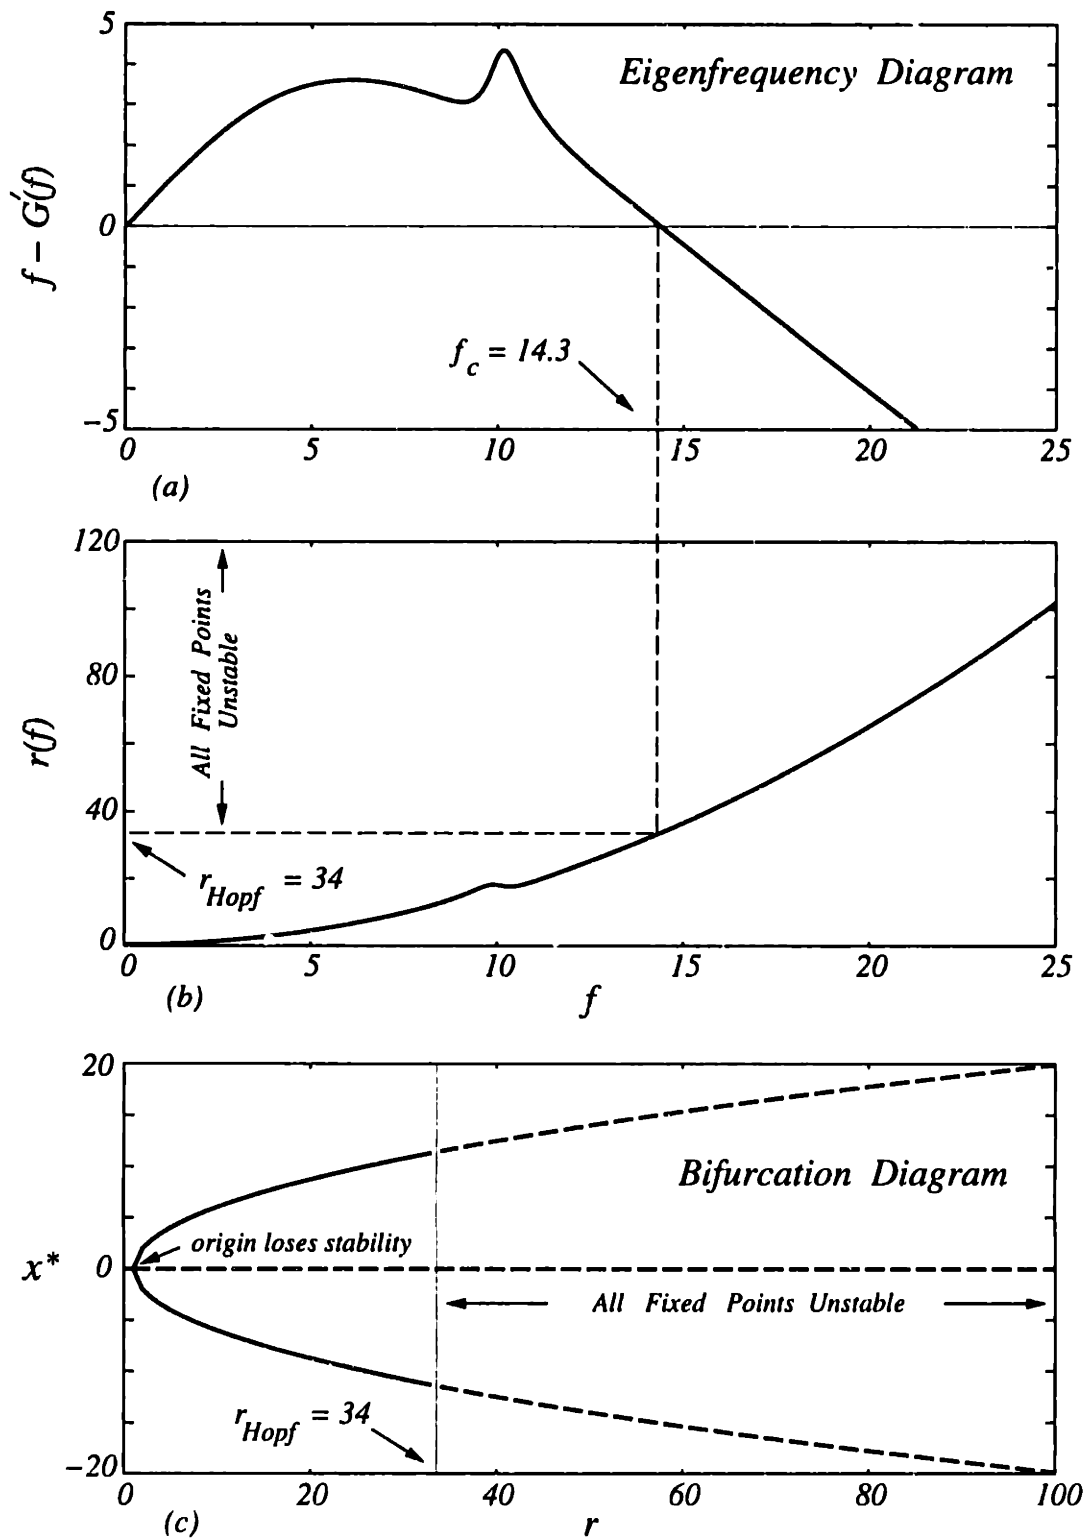 5
Eigenfrequency Diagram
f – G′(f)
0
f_c = 14.3
–5
0 5 10 15 20 25
(a)
120
All Fixed Points
Unstable
80
r(f)
40
r_Hopf = 34
0
0 5 10 15 20 25
(b) f
20
Bifurcation Diagram
origin loses stability
x* 0
All Fixed Points Unstable
r_Hopf = 34
–20
0 20 40 60 80 100
(c) r